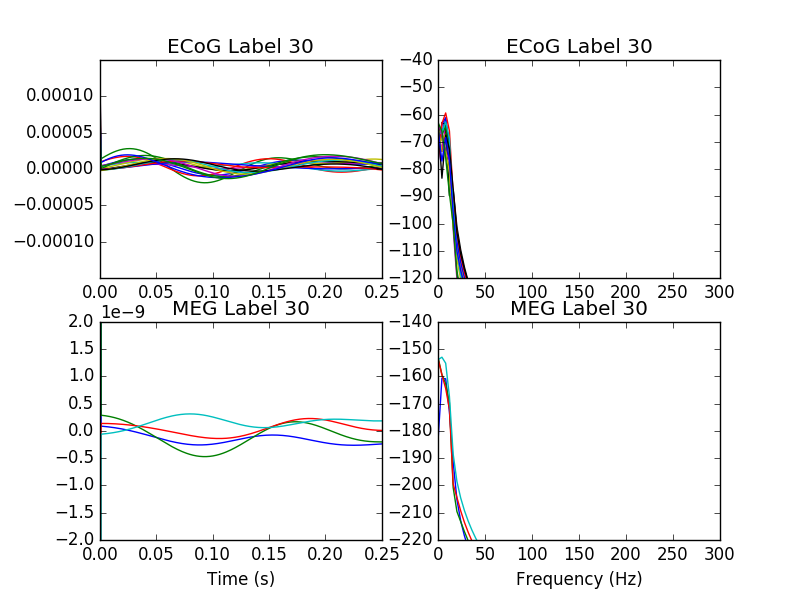 ECoG Label 30
0.00010
0.00005
0.00000
−0.00005
−0.00010
0.00 0.05 0.10 0.15 0.20 0.25
ECoG Label 30
−40
−50
−60
−70
−80
−90
−100
−110
−120
0 50 100 150 200 250 300
MEG Label 30
1e−9
2.0
1.5
1.0
0.5
0.0
−0.5
−1.0
−1.5
−2.0
0.00 0.05 0.10 0.15 0.20 0.25
Time (s)
MEG Label 30
−140
−150
−160
−170
−180
−190
−200
−210
−220
0 50 100 150 200 250 300
Frequency (Hz)